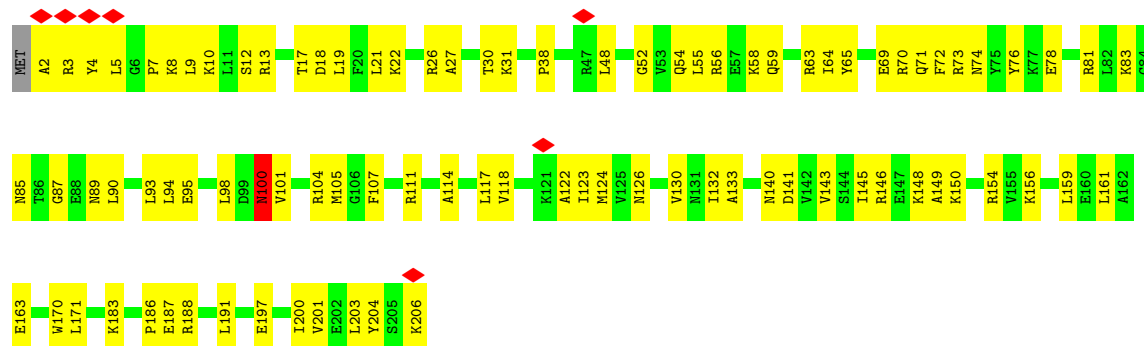 MET A2 R3 Y4 L5 G6 P7 K8 L9 K10 L11 S12 R13 T17 D18 L19 F20 L21 K22 R26 A27 T30 K31 P38 R47 L48 G52 V53 Q54 L55 R56 E57 K58 Q59 R63 I64 Y65 E69 R70 Q71 F72 R73 N74 Y75 Y76 K77 E78 R81 L82 K83 G84
N85 T86 G87 E88 N89 L90 L93 L94 E95 L98 D99 N100 V101 R104 M105 G106 F107 R111 A114 L117 V118 K121 A122 I123 M124 V125 N126 V130 N131 I132 A133 N140 D141 V142 V143 S144 I145 R146 E147 K148 A149 K150 R154 V155 K156 L159 E160 L161 A162
E163 W170 L171 K183 P186 E187 R188 L191 E197 I200 V201 E202 L203 Y204 S205 K206